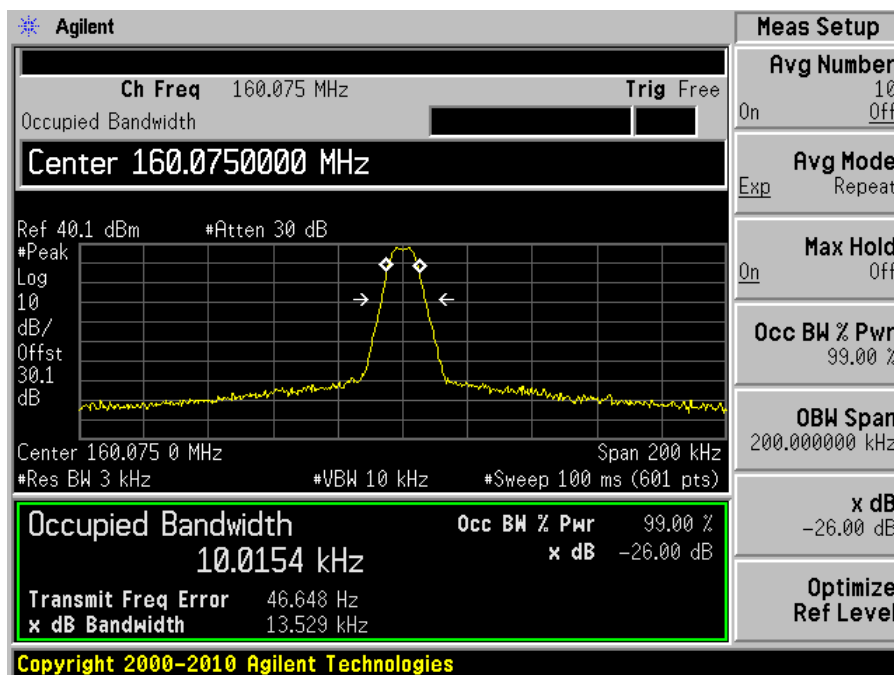 Agilent
Meas Setup
Ch Freq 160.075 MHz Trig Free
Occupied Bandwidth
Center 160.0750000 MHz
Ref 40.1 dBm #Atten 30 dB
#Peak
Log
10
dB/
Offst
30.1
dB
Center 160.075 0 MHz Span 200 kHz
#Res BW 3 kHz #VBW 10 kHz #Sweep 100 ms (601 pts)
Occupied Bandwidth Occ BW % Pwr 99.00 %
10.0154 kHz x dB -26.00 dB
Transmit Freq Error 46.648 Hz
x dB Bandwidth 13.529 kHz
Avg Number
10
On Off
Avg Mode
Exp Repeat
Max Hold
On Off
Occ BW % Pwr
99.00 %
OBW Span
200.000000 kHz
x dB
-26.00 dB
Optimize
Ref Level
Copyright 2000-2010 Agilent Technologies